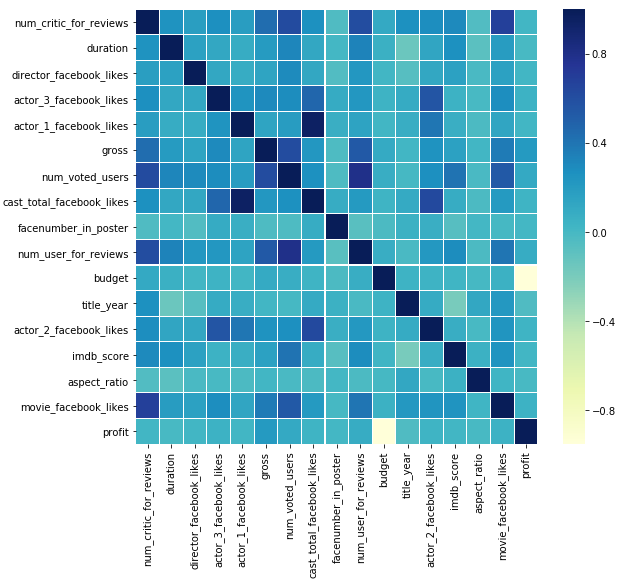 num_critic_for_reviews
duration
director_facebook_likes
actor_3_facebook_likes
actor_1_facebook_likes
gross
num_voted_users
cast_total_facebook_likes
facenumber_in_poster
num_user_for_reviews
budget
title_year
actor_2_facebook_likes
imdb_score
aspect_ratio
movie_facebook_likes
profit
num_critic_for_reviews
duration
director_facebook_likes
actor_3_facebook_likes
actor_1_facebook_likes
gross
num_voted_users
cast_total_facebook_likes
facenumber_in_poster
num_user_for_reviews
budget
title_year
actor_2_facebook_likes
imdb_score
aspect_ratio
movie_facebook_likes
profit
0.8
0.4
0.0
−0.4
−0.8